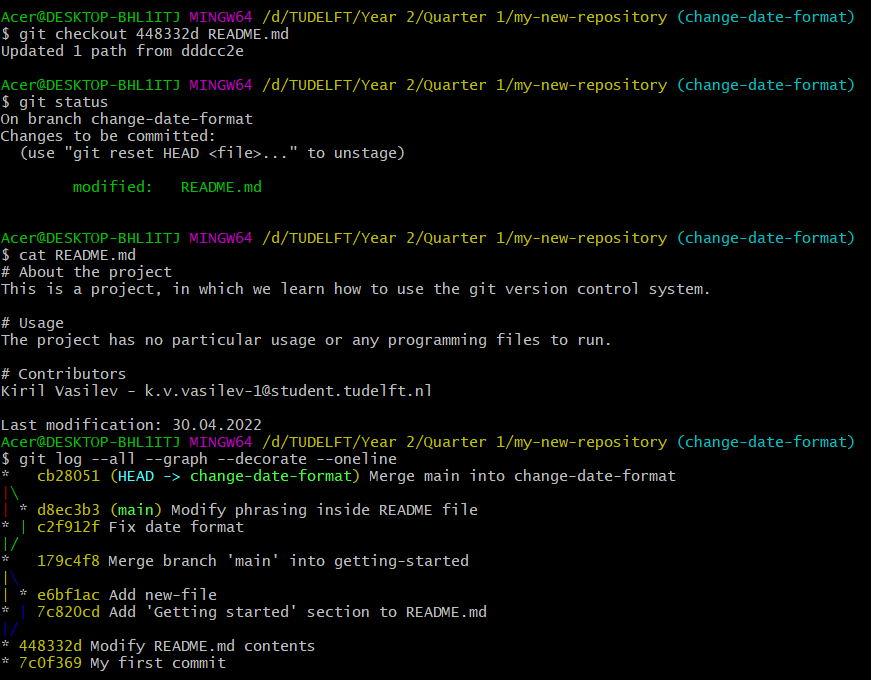 Acer@DESKTOP-BHL1ITJ MINGW64 /d/TUDELFT/Year 2/Quarter 1/my-new-repository (change-date-format)
$ git checkout 448332d README.md
Updated 1 path from dddcc2e

Acer@DESKTOP-BHL1ITJ MINGW64 /d/TUDELFT/Year 2/Quarter 1/my-new-repository (change-date-format)
$ git status
On branch change-date-format
Changes to be committed:
  (use "git reset HEAD <file>..." to unstage)

        modified:   README.md


Acer@DESKTOP-BHL1ITJ MINGW64 /d/TUDELFT/Year 2/Quarter 1/my-new-repository (change-date-format)
$ cat README.md
# About the project
This is a project, in which we learn how to use the git version control system.

# Usage
The project has no particular usage or any programming files to run.

# Contributors
Kiril Vasilev - k.v.vasilev-1@student.tudelft.nl

Last modification: 30.04.2022
Acer@DESKTOP-BHL1ITJ MINGW64 /d/TUDELFT/Year 2/Quarter 1/my-new-repository (change-date-format)
$ git log --all --graph --decorate --oneline
*   cb28051 (HEAD -> change-date-format) Merge main into change-date-format
|\
| * d8ec3b3 (main) Modify phrasing inside README file
* | c2f912f Fix date format
|/
*   179c4f8 Merge branch 'main' into getting-started
|\
| * e6bf1ac Add new-file
* | 7c820cd Add 'Getting started' section to README.md
|/
* 448332d Modify README.md contents
* 7c0f369 My first commit